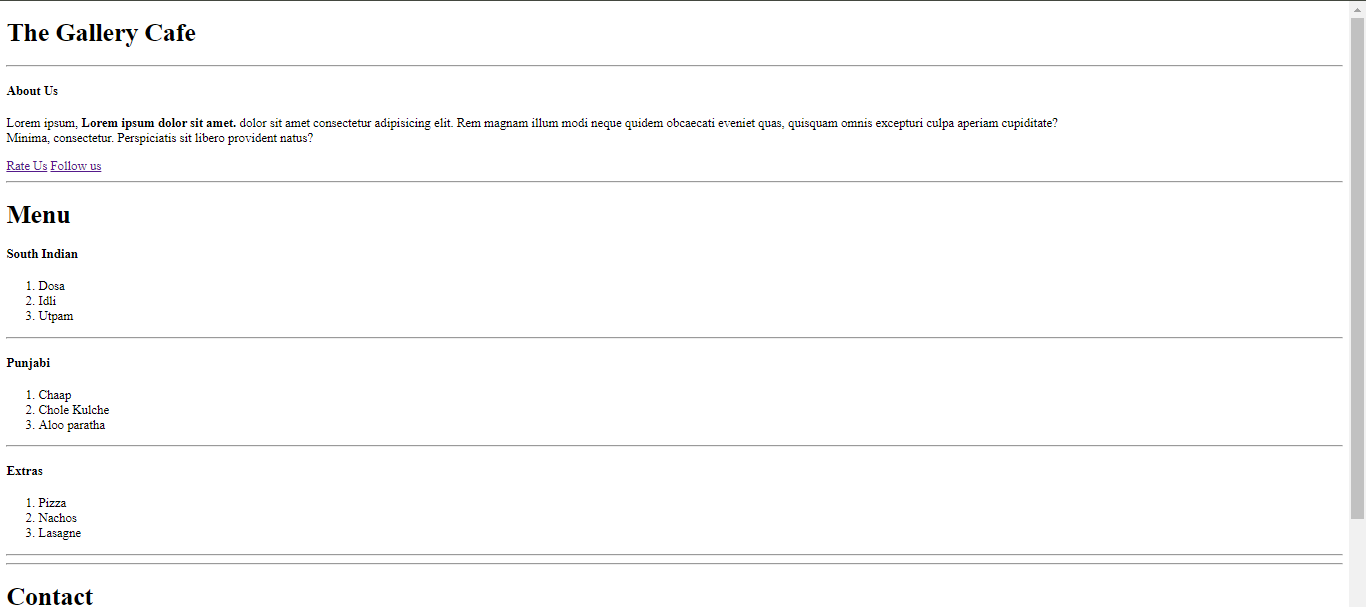 The Gallery Cafe
About Us
Lorem ipsum, Lorem ipsum dolor sit amet. dolor sit amet consectetur adipisicing elit. Rem magnam illum modi neque quidem obcaecati eveniet quas, quisquam omnis excepturi culpa aperiam cupiditate?
Minima, consectetur. Perspiciatis sit libero provident natus?
Rate Us Follow us
Menu
South Indian
1. Dosa
2. Idli
3. Utpam
Punjabi
1. Chaap
2. Chole Kulche
3. Aloo paratha
Extras
1. Pizza
2. Nachos
3. Lasagne
Contact